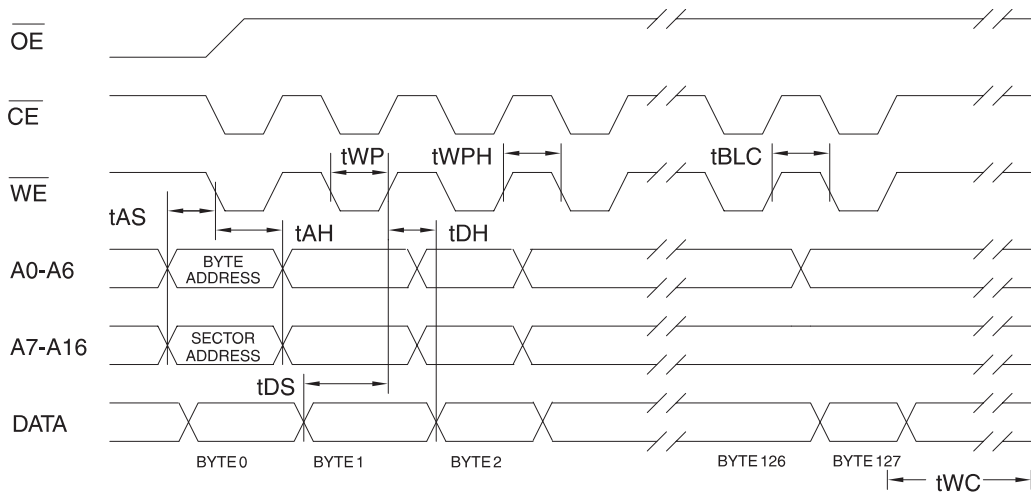 OE
CE
tWP
tWPH
tBLC
WE
tAS
tAH
tDH
A0-A6
BYTE
ADDRESS
A7-A16
SECTOR
ADDRESS
tDS
DATA
BYTE 0
BYTE 1
BYTE 2
BYTE 126
BYTE 127
tWC